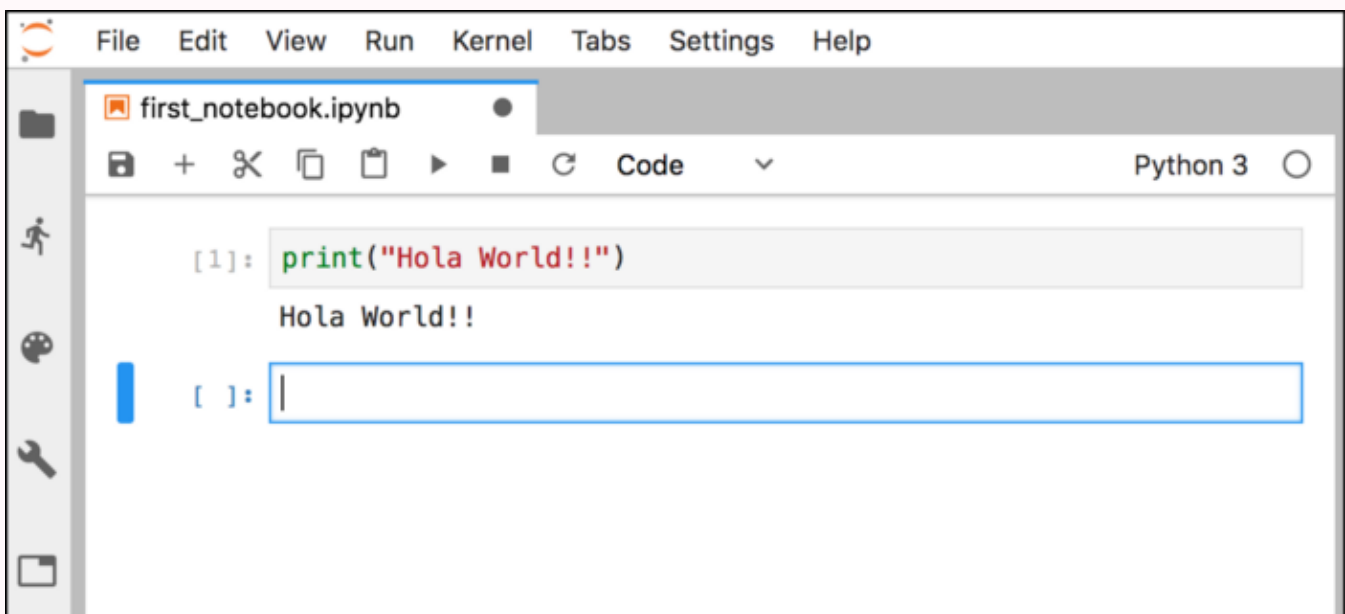 File Edit View Run Kernel Tabs Settings Help
first_notebook.ipynb
Code Python 3
[1]: print("Hola World!!")
Hola World!!
[ ]: